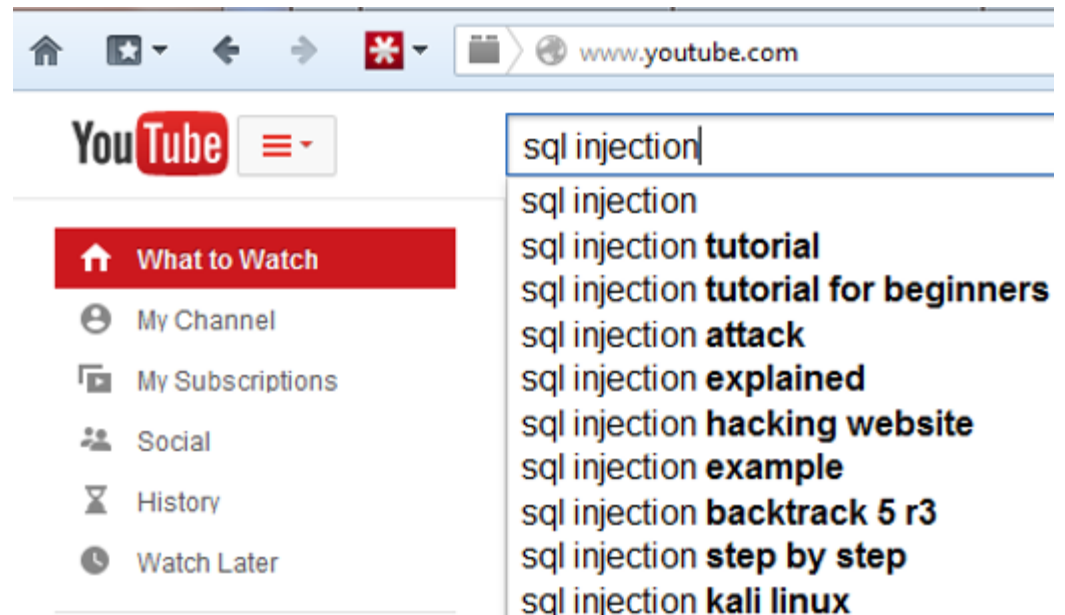 www.youtube.com
YouTube
sql injection
sql injection
sql injection tutorial
sql injection tutorial for beginners
sql injection attack
sql injection explained
sql injection hacking website
sql injection example
sql injection backtrack 5 r3
sql injection step by step
sql injection kali linux
What to Watch
My Channel
My Subscriptions
Social
History
Watch Later